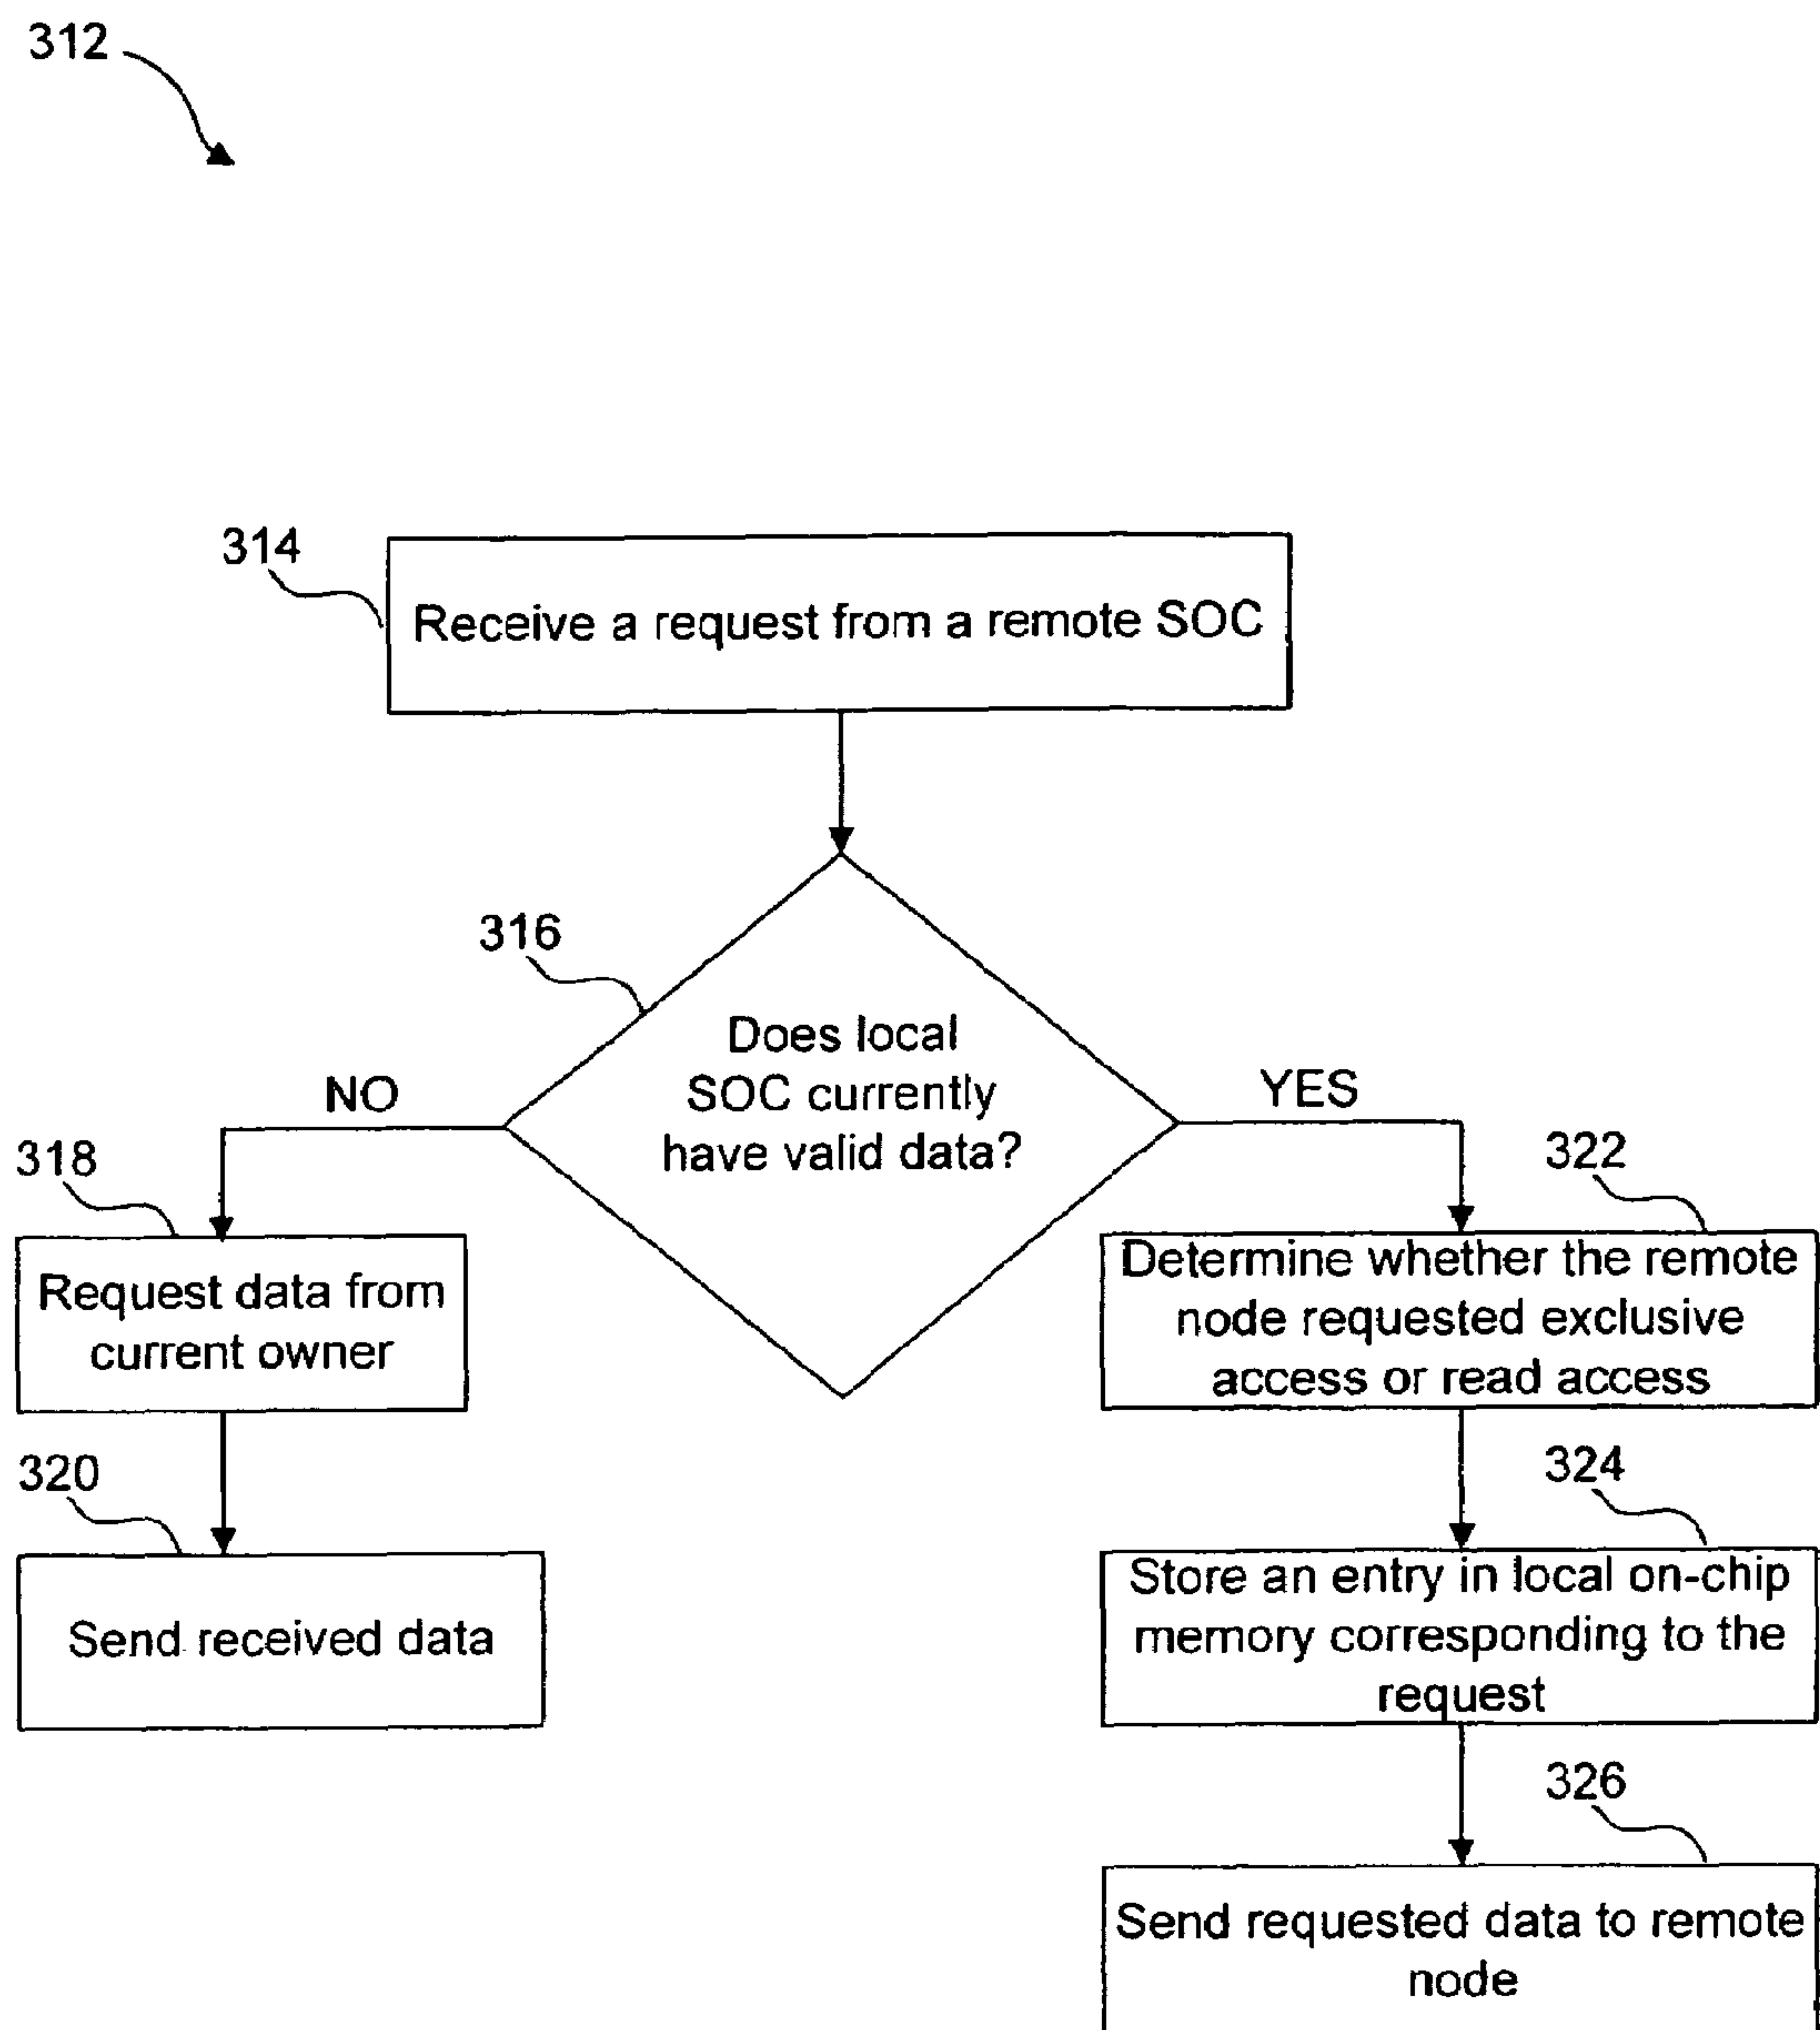 312
314
Receive a request from a remote SOC
316
Does local
SOC currently
have valid data?
NO
YES
318
Request data from
current owner
322
Determine whether the remote
node requested exclusive
access or read access
320
Send received data
324
Store an entry in local on-chip
memory corresponding to the
request
326
Send requested data to remote
node